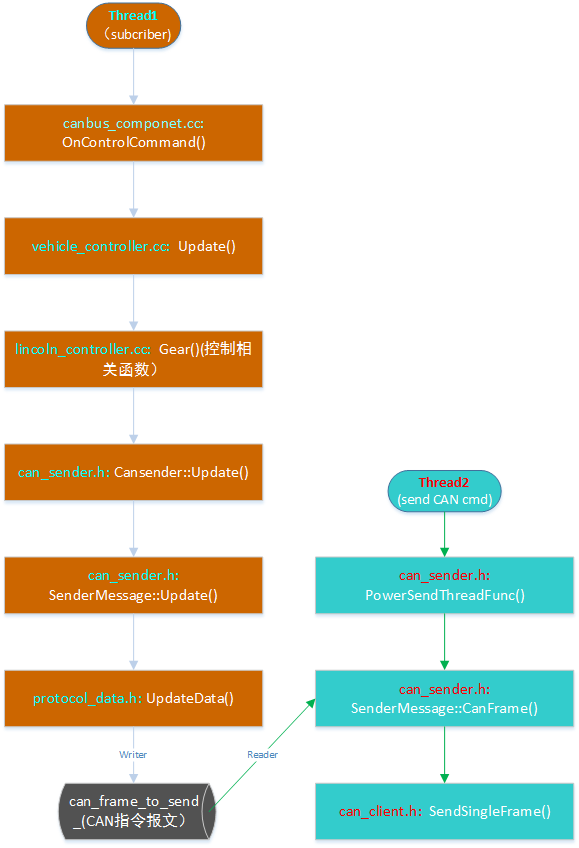 Thread1
（subcriber)
canbus_componet.cc:
OnControlCommand()
vehicle_controller.cc: Update()
lincoln_controller.cc: Gear()(控制相
关函数）
can_sender.h: Cansender::Update()
can_sender.h:
SenderMessage::Update()
protocol_data.h: UpdateData()
Writer
can_frame_to_send
_(CAN指令报文）
Reader
Thread2
(send CAN cmd)
can_sender.h:
PowerSendThreadFunc()
can_sender.h:
SenderMessage::CanFrame()
can_client.h: SendSingleFrame()